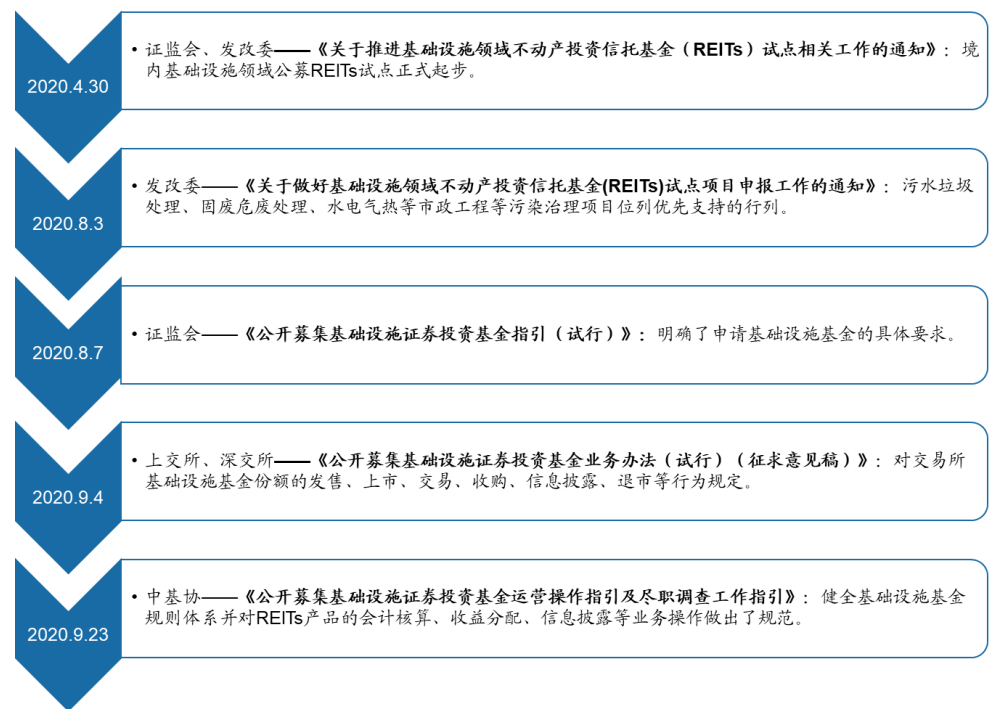 2020.4.30
• 证监会、发改委——《关于推进基础设施领域不动产投资信托基金（REITs）试点相关工作的通知》：境
内基础设施领域公募REITs试点正式起步。
2020.8.3
• 发改委——《关于做好基础设施领域不动产投资信托基金(REITs)试点项目申报工作的通知》：污水垃圾
处理、固废危废处理、水电气热等市政工程等污染治理项目位列优先支持的行列。
2020.8.7
• 证监会——《公开募集基础设施证券投资基金指引（试行）》：明确了申请基础设施基金的具体要求。
2020.9.4
• 上交所、深交所——《公开募集基础设施证券投资基金业务办法（试行）（征求意见稿）》：对交易所
基础设施基金份额的发售、上市、交易、收购、信息披露、退市等行为规定。
2020.9.23
• 中基协——《公开募集基础设施证券投资基金运营操作指引及尽职调查工作指引》：健全基础设施基金
规则体系并对REITs产品的会计核算、收益分配、信息披露等业务操作做出了规范。